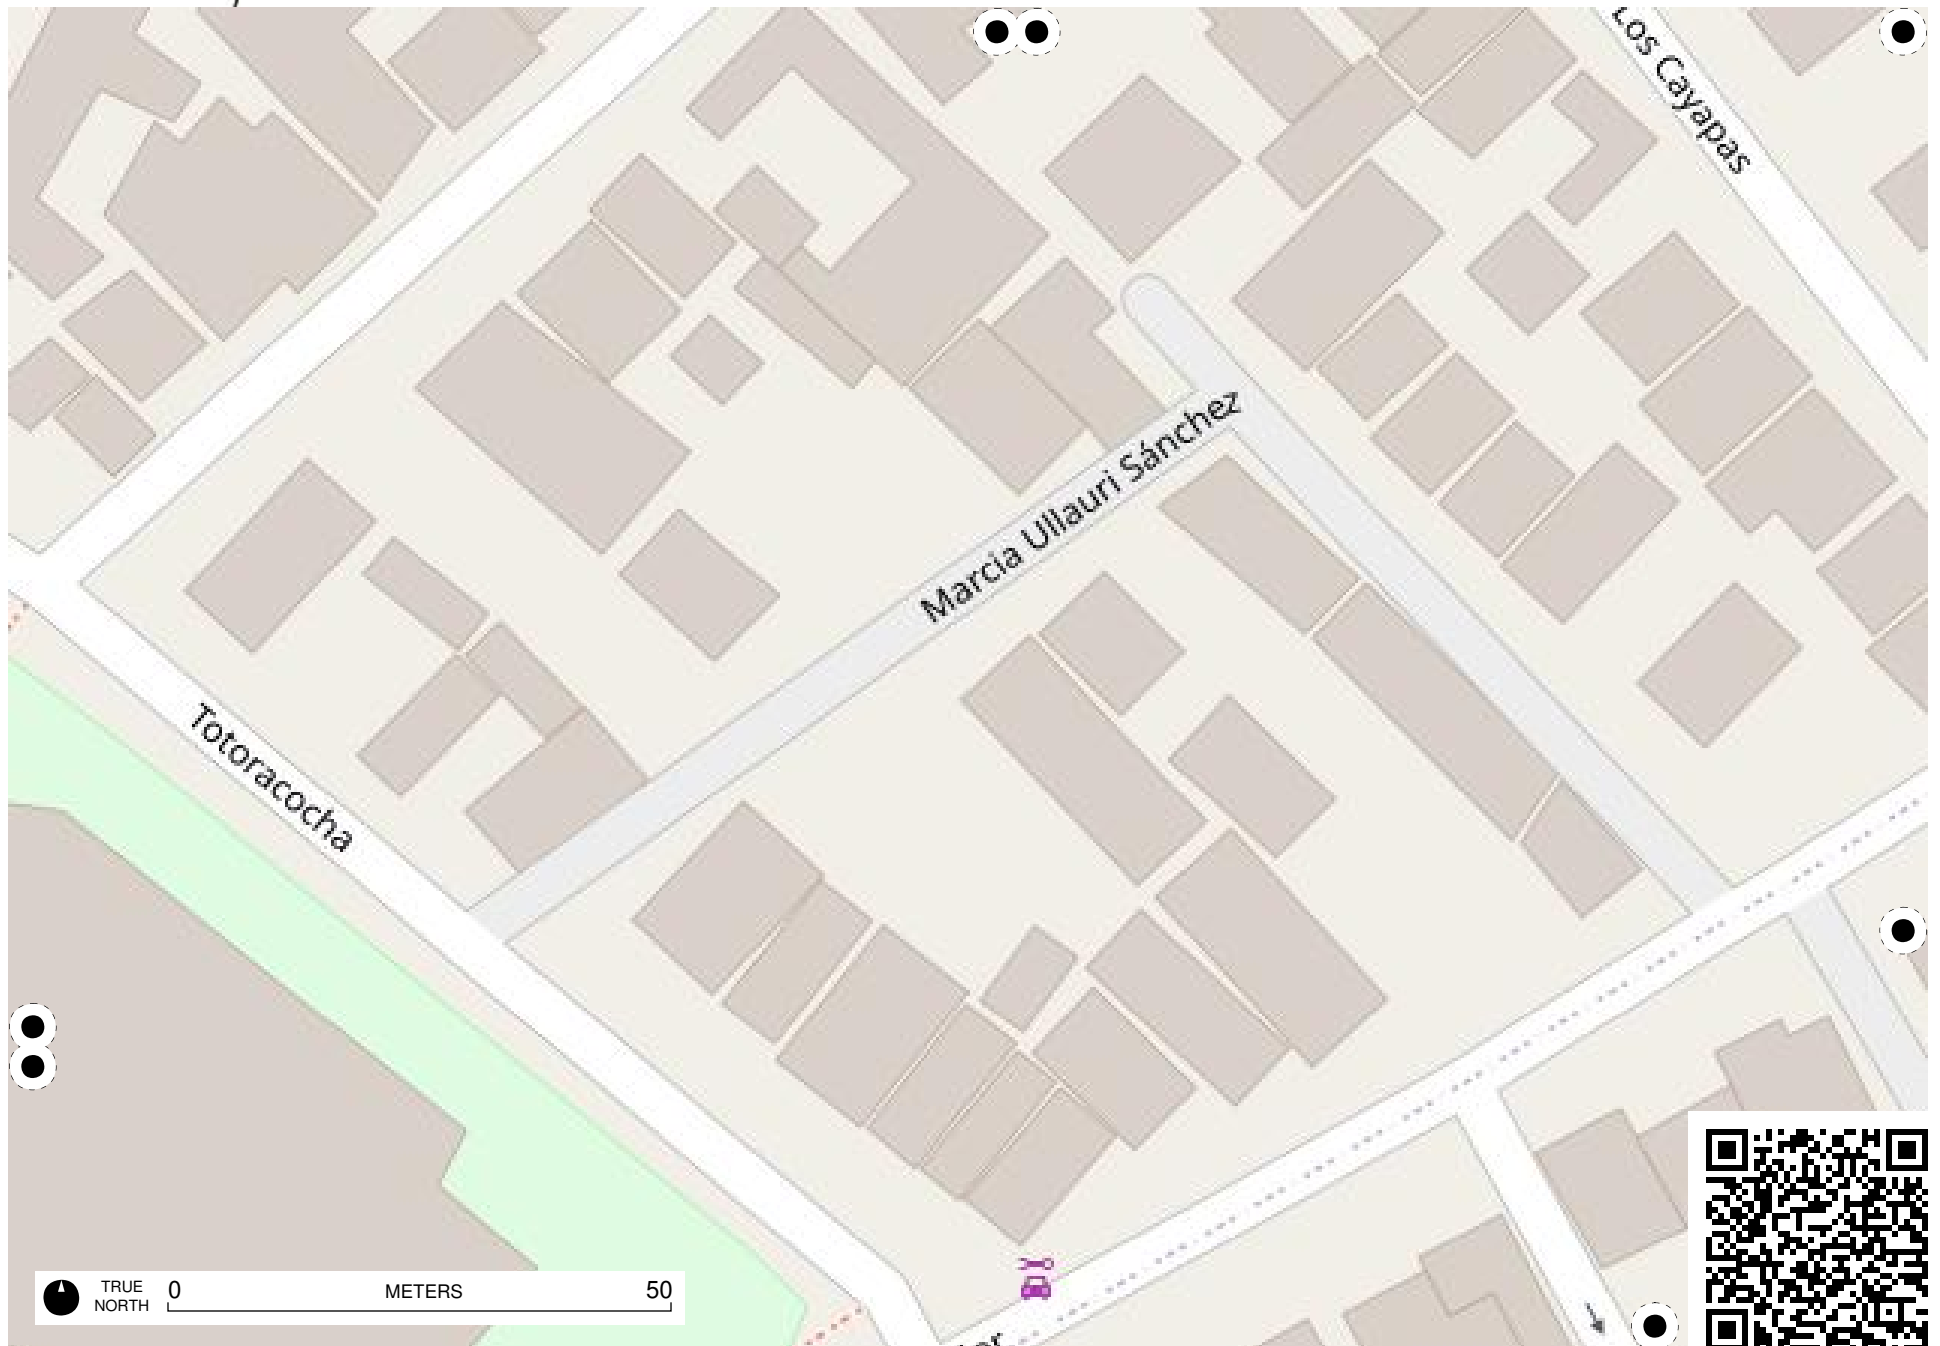 Los Cayapas
Marcia Ullauri Sánchez
Totoracocha
TRUE
NORTH
0
METERS
50